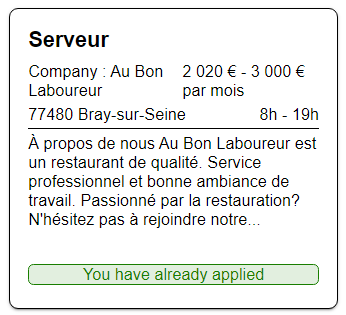 Serveur
Company : Au Bon Laboureur
2 020 € - 3 000 € par mois
77480 Bray-sur-Seine
8h - 19h
À propos de nous Au Bon Laboureur est
un restaurant de qualité. Service
professionnel et bonne ambiance de
travail. Passionné par la restauration?
N'hésitez pas à rejoindre notre...
You have already applied